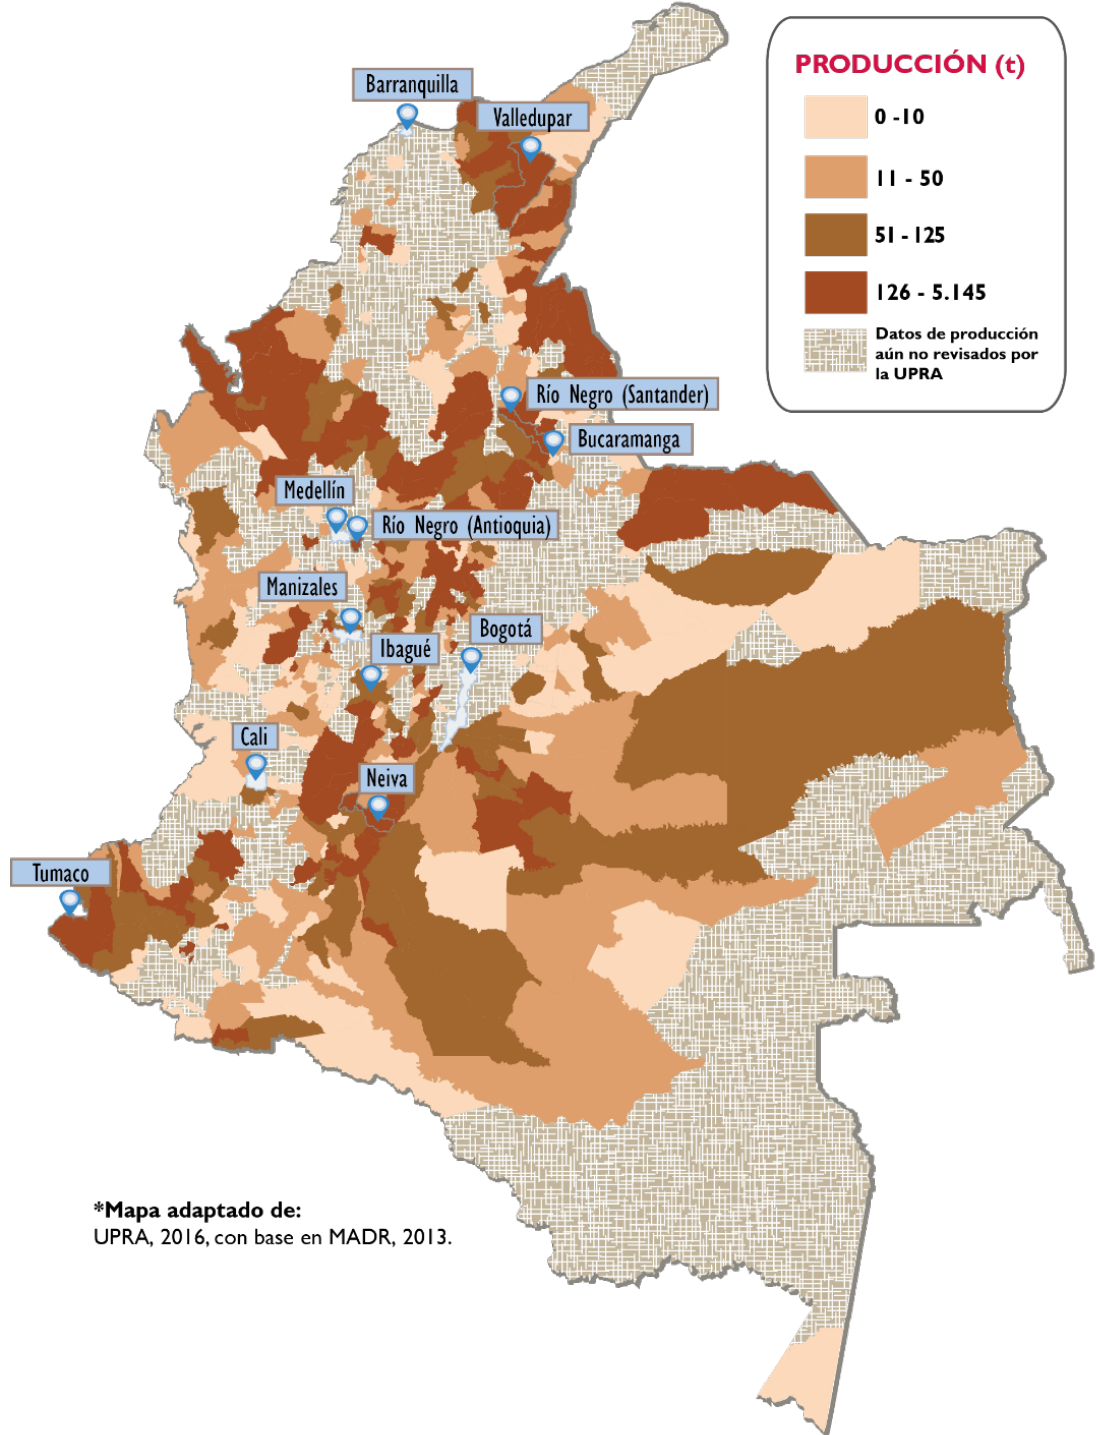 PRODUCCIÓN (t)
0 -10
11 - 50
51 - 125
126 - 5.145
Datos de producción
aún no revisados por
la UPRA
Barranquilla
Valledupar
Río Negro (Santander)
Bucaramanga
Medellín
Río Negro (Antioquia)
Manizales
Bogotá
Ibagué
Cali
Neiva
Tumaco
*Mapa adaptado de:
UPRA, 2016, con base en MADR, 2013.